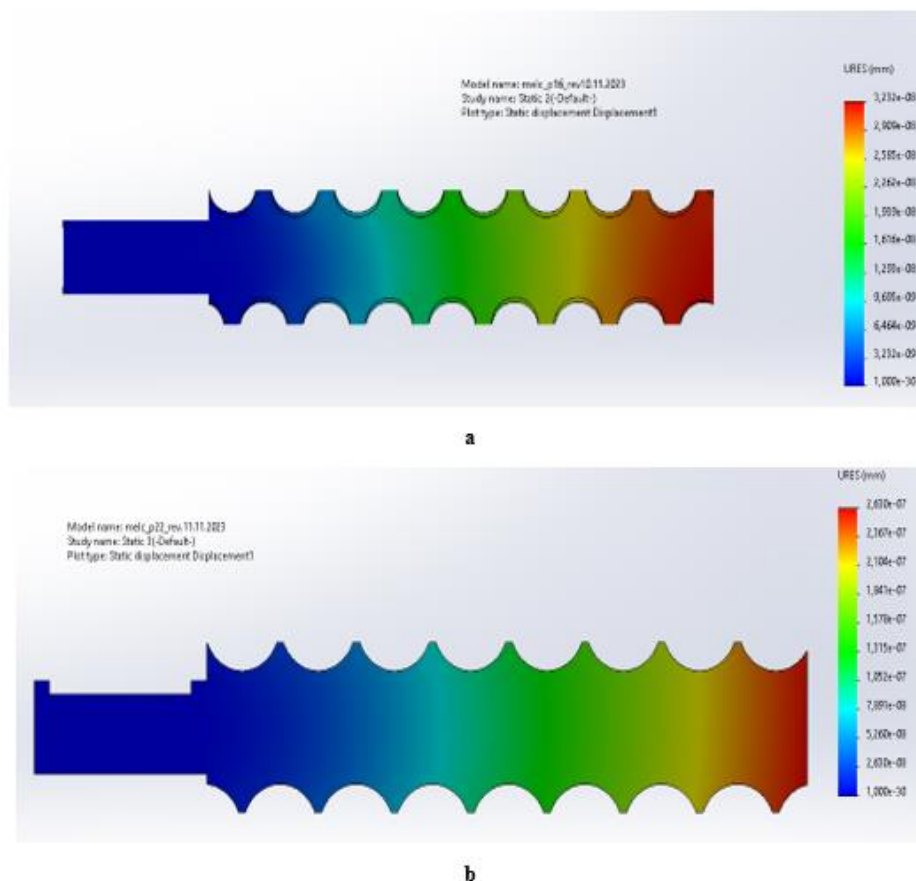 Model name: melc_p16_rev10.11.2023
Study name: Static 2(-Default-)
Plot type: Static displacement Displacement1
URES (mm)
3,232e-08
2,909e-08
2,585e-08
2,262e-08
1,939e-08
1,616e-08
1,293e-08
9,695e-09
6,464e-09
3,232e-09
1,000e-30
a
URES (mm)
Model name: melc_p22_rev.11.11.2023
Study name: Static 3(-Default-)
Plot type: Static displacement Displacement1
2,630e-07
2,367e-07
2,104e-07
1,841e-07
1,578e-07
1,315e-07
1,052e-07
7,891e-08
5,260e-08
2,630e-08
1,000e-30
b